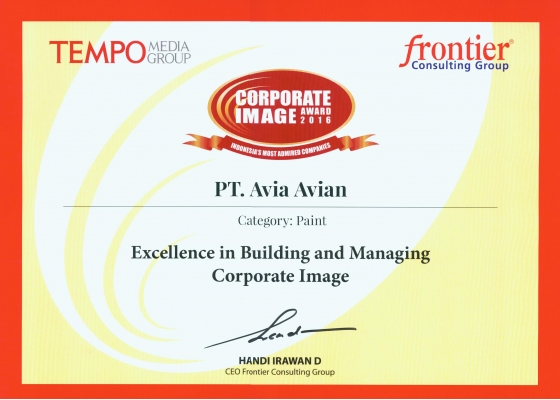 TEMPO MEDIA GROUP
frontier®
Consulting Group
CORPORATE
IMAGE AWARD 2016
INDONESIA'S MOST ADMIRED COMPANIES
PT. Avia Avian
Category: Paint
Excellence in Building and Managing
Corporate Image
HANDI IRAWAN D
CEO Frontier Consulting Group